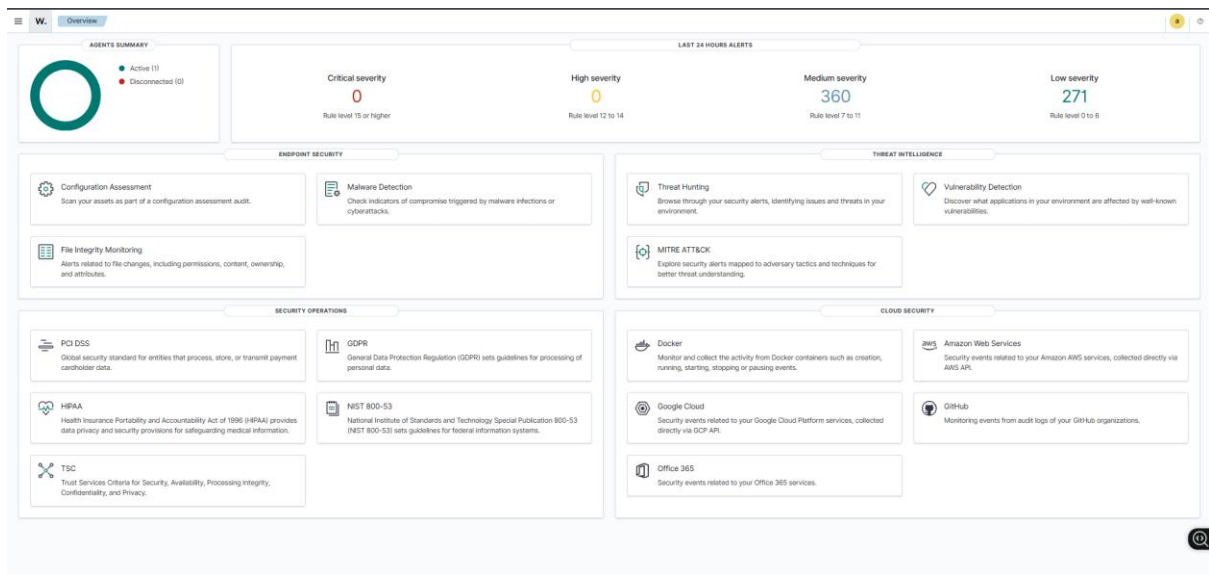 W.
Overview
a
AGENTS SUMMARY
Active (1)
Disconnected (0)
LAST 24 HOURS ALERTS
Critical severity
0
Rule level 15 or higher
High severity
0
Rule level 12 to 14
Medium severity
360
Rule level 7 to 11
Low severity
271
Rule level 0 to 6
ENDPOINT SECURITY
Configuration Assessment
Scan your assets as part of a configuration assessment audit.
Malware Detection
Check indicators of compromise triggered by malware infections or
cyberattacks.
File Integrity Monitoring
Alerts related to file changes, including permissions, content, ownership,
and attributes.
THREAT INTELLIGENCE
Threat Hunting
Browse through your security alerts, identifying issues and threats in your
environment.
Vulnerability Detection
Discover what applications in your environment are affected by well-known
vulnerabilities.
MITRE ATT&CK
Explore security alerts mapped to adversary tactics and techniques for
better threat understanding.
SECURITY OPERATIONS
PCI DSS
Global security standard for entities that process, store, or transmit payment
cardholder data.
GDPR
General Data Protection Regulation (GDPR) sets guidelines for processing of
personal data.
HIPAA
Health Insurance Portability and Accountability Act of 1996 (HIPAA) provides
data privacy and security provisions for safeguarding medical information.
NIST 800-53
National Institute of Standards and Technology Special Publication 800-53
(NIST 800-53) sets guidelines for federal information systems.
TSC
Trust Services Criteria for Security, Availability, Processing Integrity,
Confidentiality, and Privacy.
CLOUD SECURITY
Docker
Monitor and collect the activity from Docker containers such as creation,
running, starting, stopping or pausing events.
aws
Amazon Web Services
Security events related to your Amazon AWS services, collected directly via
AWS API.
Google Cloud
Security events related to your Google Cloud Platform services, collected
directly via GCP API.
GitHub
Monitoring events from audit logs of your GitHub organizations.
Office 365
Security events related to your Office 365 services.